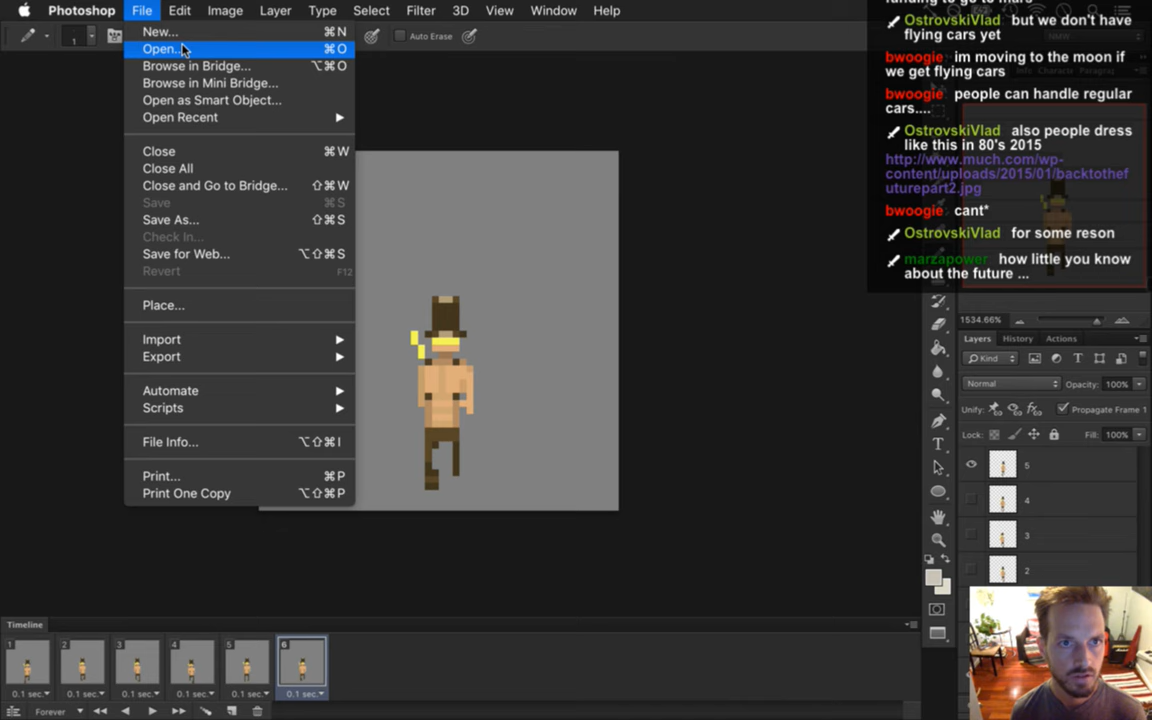 Photoshop File Edit Image Layer Type Select Filter 3D View Window Help
1 Auto Erase
New... ⌘N
Open... ⌘O
Browse in Bridge... ⌥⌘O
Browse in Mini Bridge...
Open as Smart Object...
Open Recent
Close ⌘W
Close All
Close and Go to Bridge... ⇧⌘W
Save ⌘S
Save As... ⇧⌘S
Check In...
Save for Web... ⌥⇧⌘S
Revert F12
Place...
Import
Export
Automate
Scripts
File Info... ⌥⇧⌘I
Print... ⌘P
Print One Copy ⌥⇧⌘P
OstrovskiVlad but we don't have
flying cars yet
bwoogie im moving to the moon if
we get flying cars
bwoogie people can handle regular
cars....
OstrovskiVlad also people dress
like this in 80's 2015
http://www.much.com/wp-
content/uploads/2015/01/backtothef
uturepart2.jpg
bwoogie cant*
OstrovskiVlad for some reson
marzapower how little you know
about the future ...
1534.66%
Layers History Actions
Kind
Normal Opacity: 100%
Unify: Propagate Frame 1
Lock: Fill: 100%
5
4
3
2
Timeline
1 2 3 4 5 6
0.1 sec. 0.1 sec. 0.1 sec. 0.1 sec. 0.1 sec. 0.1 sec.
Forever